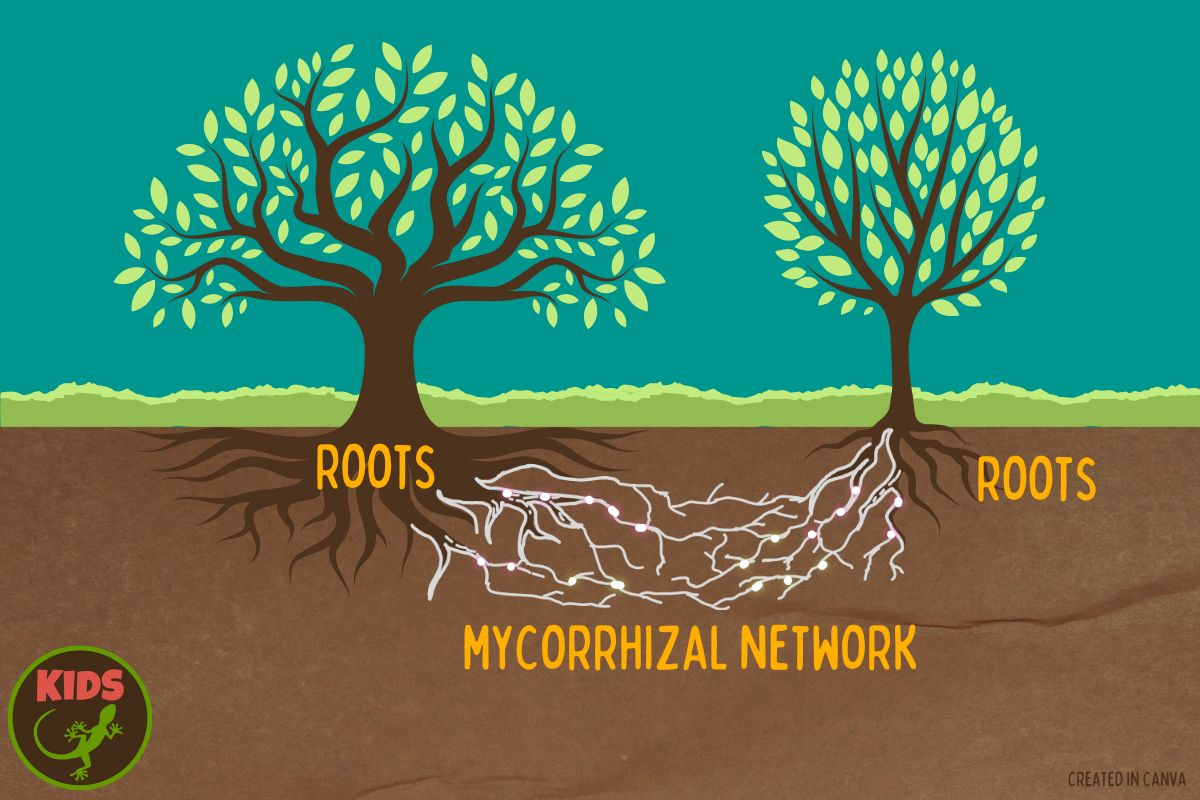 ROOTS
ROOTS
MYCORRHIZAL NETWORK
KIDS
CREATED IN CANVA